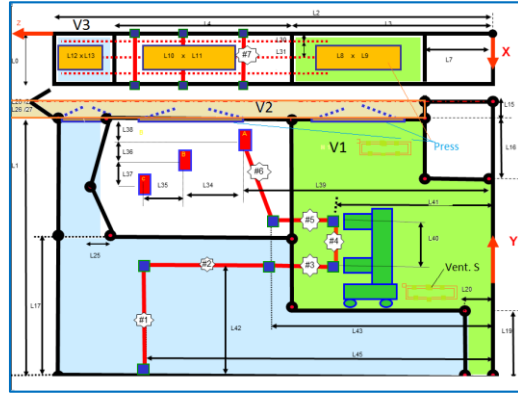 V3
L2
Z
L4
L3
L0
L30
L31
#7
L12 x L13
L10 x L11
L8 x L9
L7
X
V2
L15
L1
L38
L36
L37
A
B
L35
L34
#6
V1
Press
L16
L39
L41
#5
#4
L40
Y
L25
#2
#3
Vent. S
L20
#1
L17
L42
L43
L45
L19